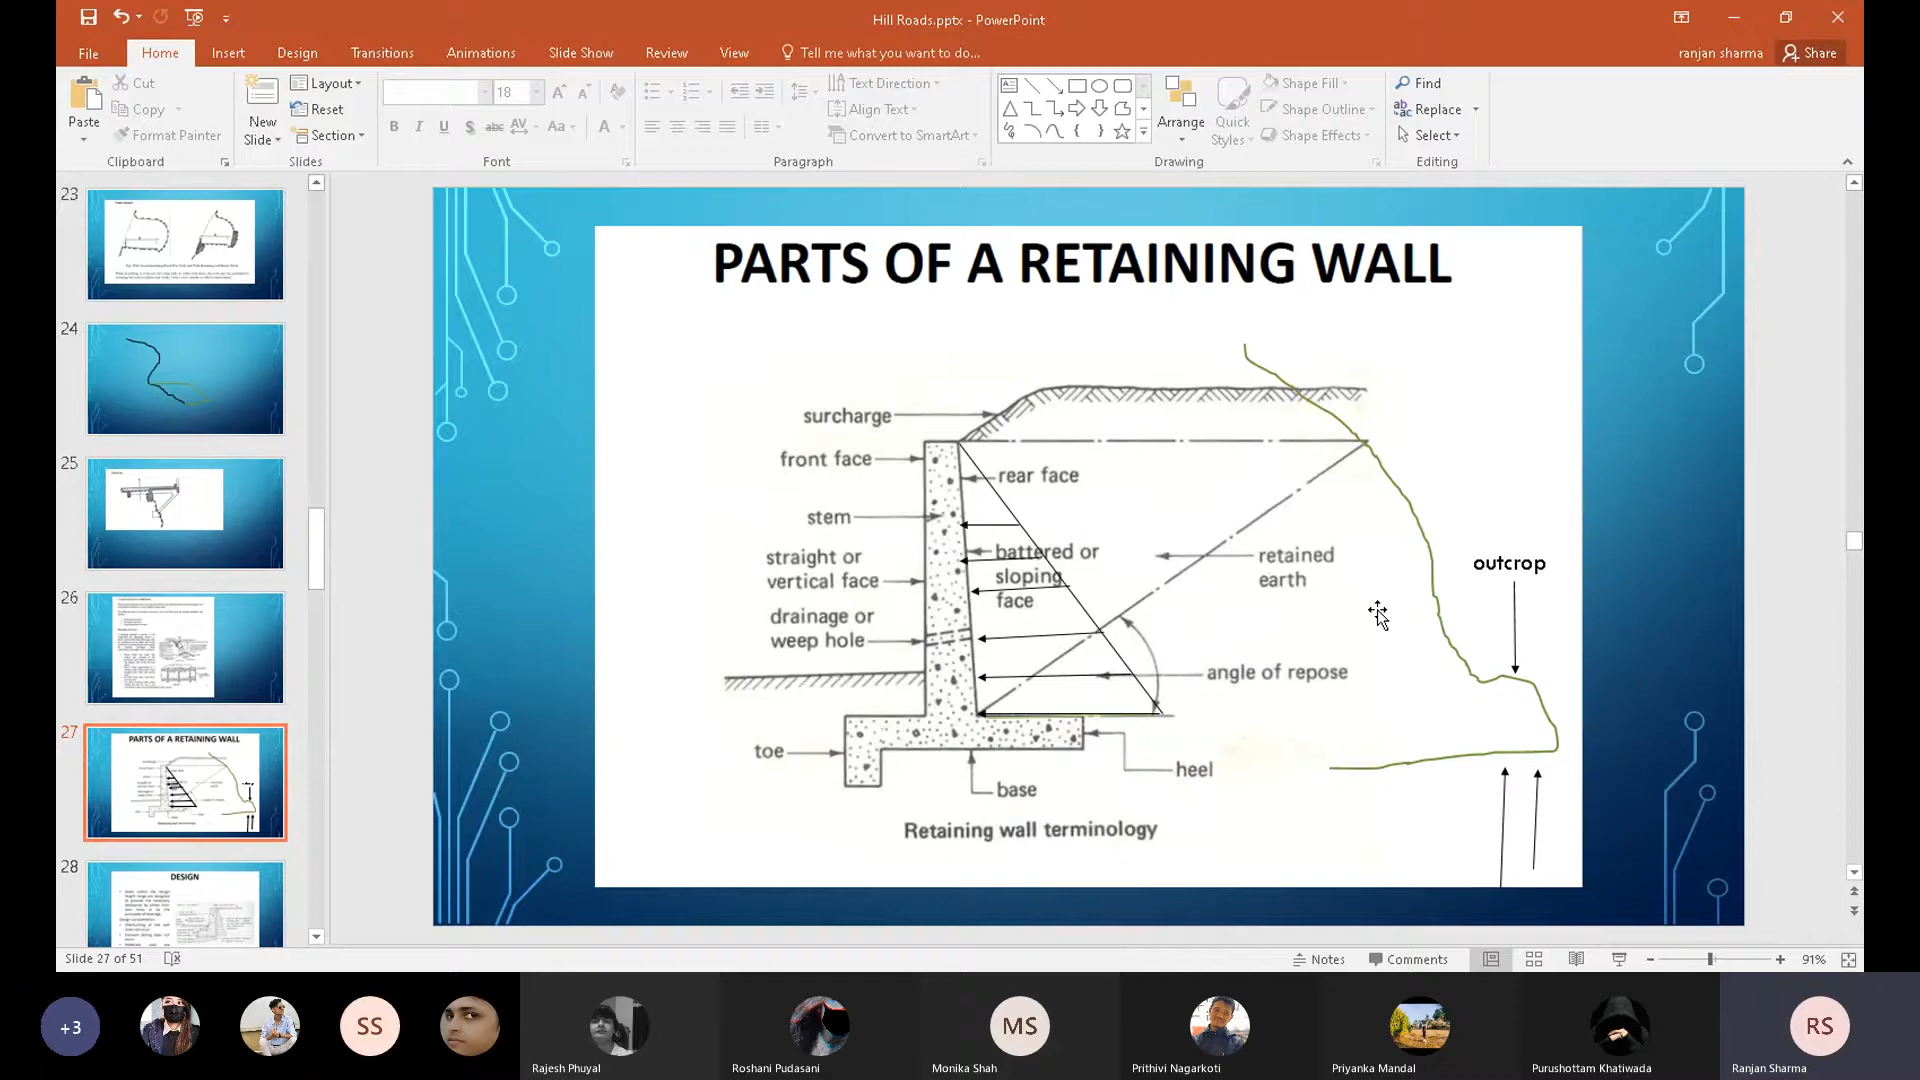 Hill Roads.pptx - PowerPoint
File Home Insert Design Transitions Animations Slide Show Review View Tell me what you want to do... ranjan sharma Share
Paste
Cut
Copy
Format Painter
Clipboard
New
Slide
Layout
Reset
Section
Slides
18
B I U S abc AV Aa A
Font
Text Direction
Align Text
Convert to SmartArt
Paragraph
Arrange
Quick
Styles
Shape Fill
Shape Outline
Shape Effects
Drawing
Find
Replace
Select
Editing
23
24
25
26
27
PARTS OF A RETAINING WALL
28
DESIGN
PARTS OF A RETAINING WALL
surcharge
front face
rear face
stem
straight or
vertical face
battered or
sloping
face
retained
earth
outcrop
drainage or
weep hole
angle of repose
toe
heel
base
Retaining wall terminology
Slide 27 of 51
Notes Comments 91%
+3
SS
MS
RS
Rajesh Phuyal
Roshani Pudasani
Monika Shah
Prithivi Nagarkoti
Priyanka Mandal
Purushottam Khatiwada
Ranjan Sharma